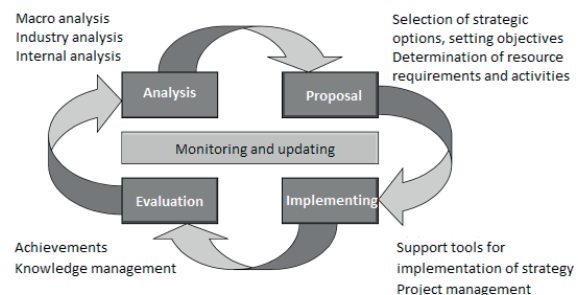 Macro analysis
Industry analysis
Internal analysis
Selection of strategic
options, setting objectives
Determination of resource
requirements and activities
Analysis
Proposal
Monitoring and updating
Evaluation
Implementing
Achievements
Knowledge management
Support tools for
implementation of strategy
Project management